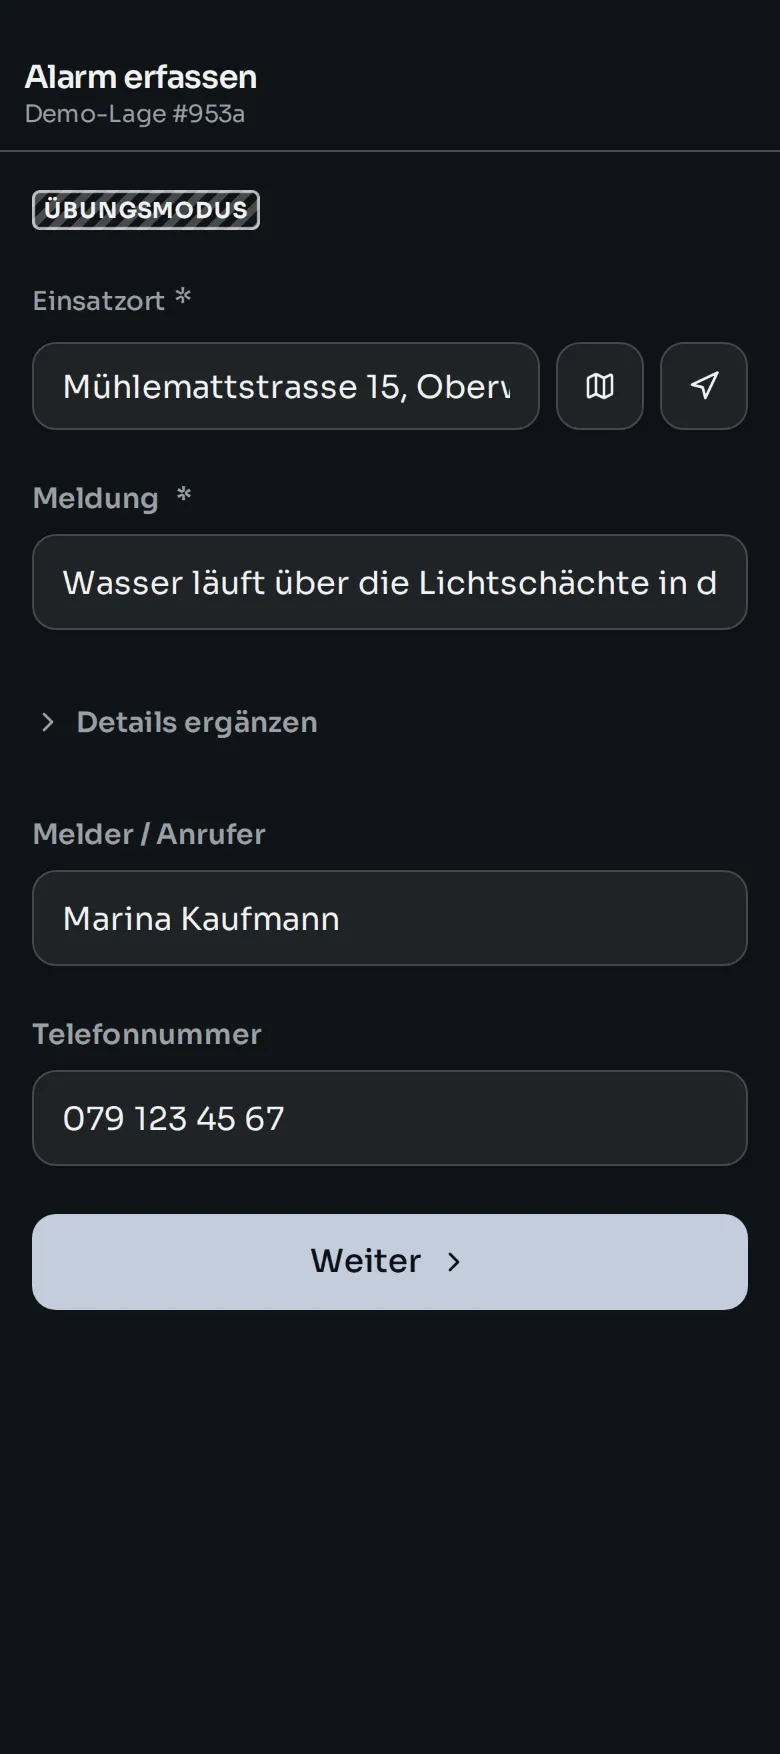 Alarm erfassen
Demo-Lage #953a
ÜBUNGSMODUS
Einsatzort *
Mühlemattstrasse 15, Ober
Meldung *
Wasser läuft über die Lichtschächte in d
Details ergänzen
Melder / Anrufer
Marina Kaufmann
Telefonnummer
079 123 45 67
Weiter